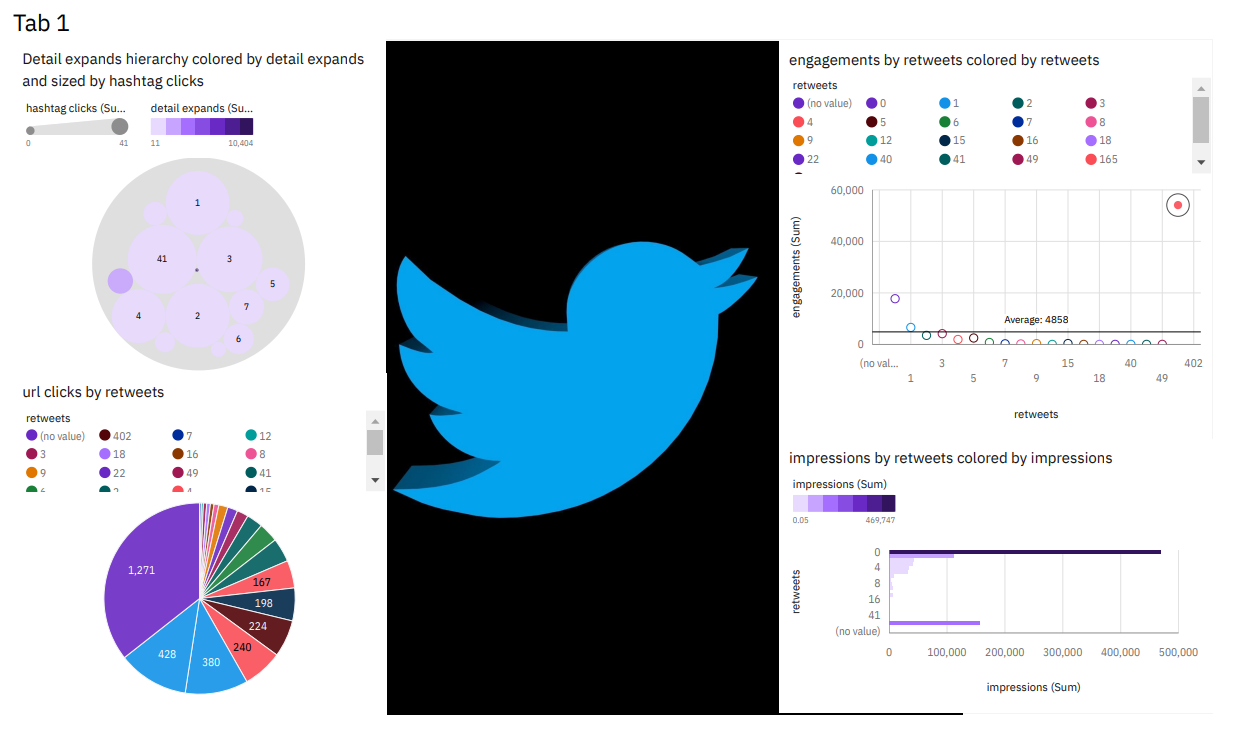 Tab 1
Detail expands hierarchy colored by detail expands
and sized by hashtag clicks
hashtag clicks (Su... detail expands (Su...
0 41 11 10,404
1
41 3
5
7
4 2
6
url clicks by retweets
retweets
(no value) 402 7 12
3 18 16 8
9 22 49 41
6 2 4 15
1,271
167
198
224
240
428 380
engagements by retweets colored by retweets
retweets
(no value) 0 1 2 3
4 5 6 7 8
9 12 15 16 18
22 40 41 49 165
60,000
40,000
20,000
0
engagements (Sum)
Average: 4858
(no val... 3 7 15 40 402
1 5 9 18 49
retweets
impressions by retweets colored by impressions
impressions (Sum)
0.05 469,747
0
4
8
16
41
(no value)
retweets
0 100,000 200,000 300,000 400,000 500,000
impressions (Sum)